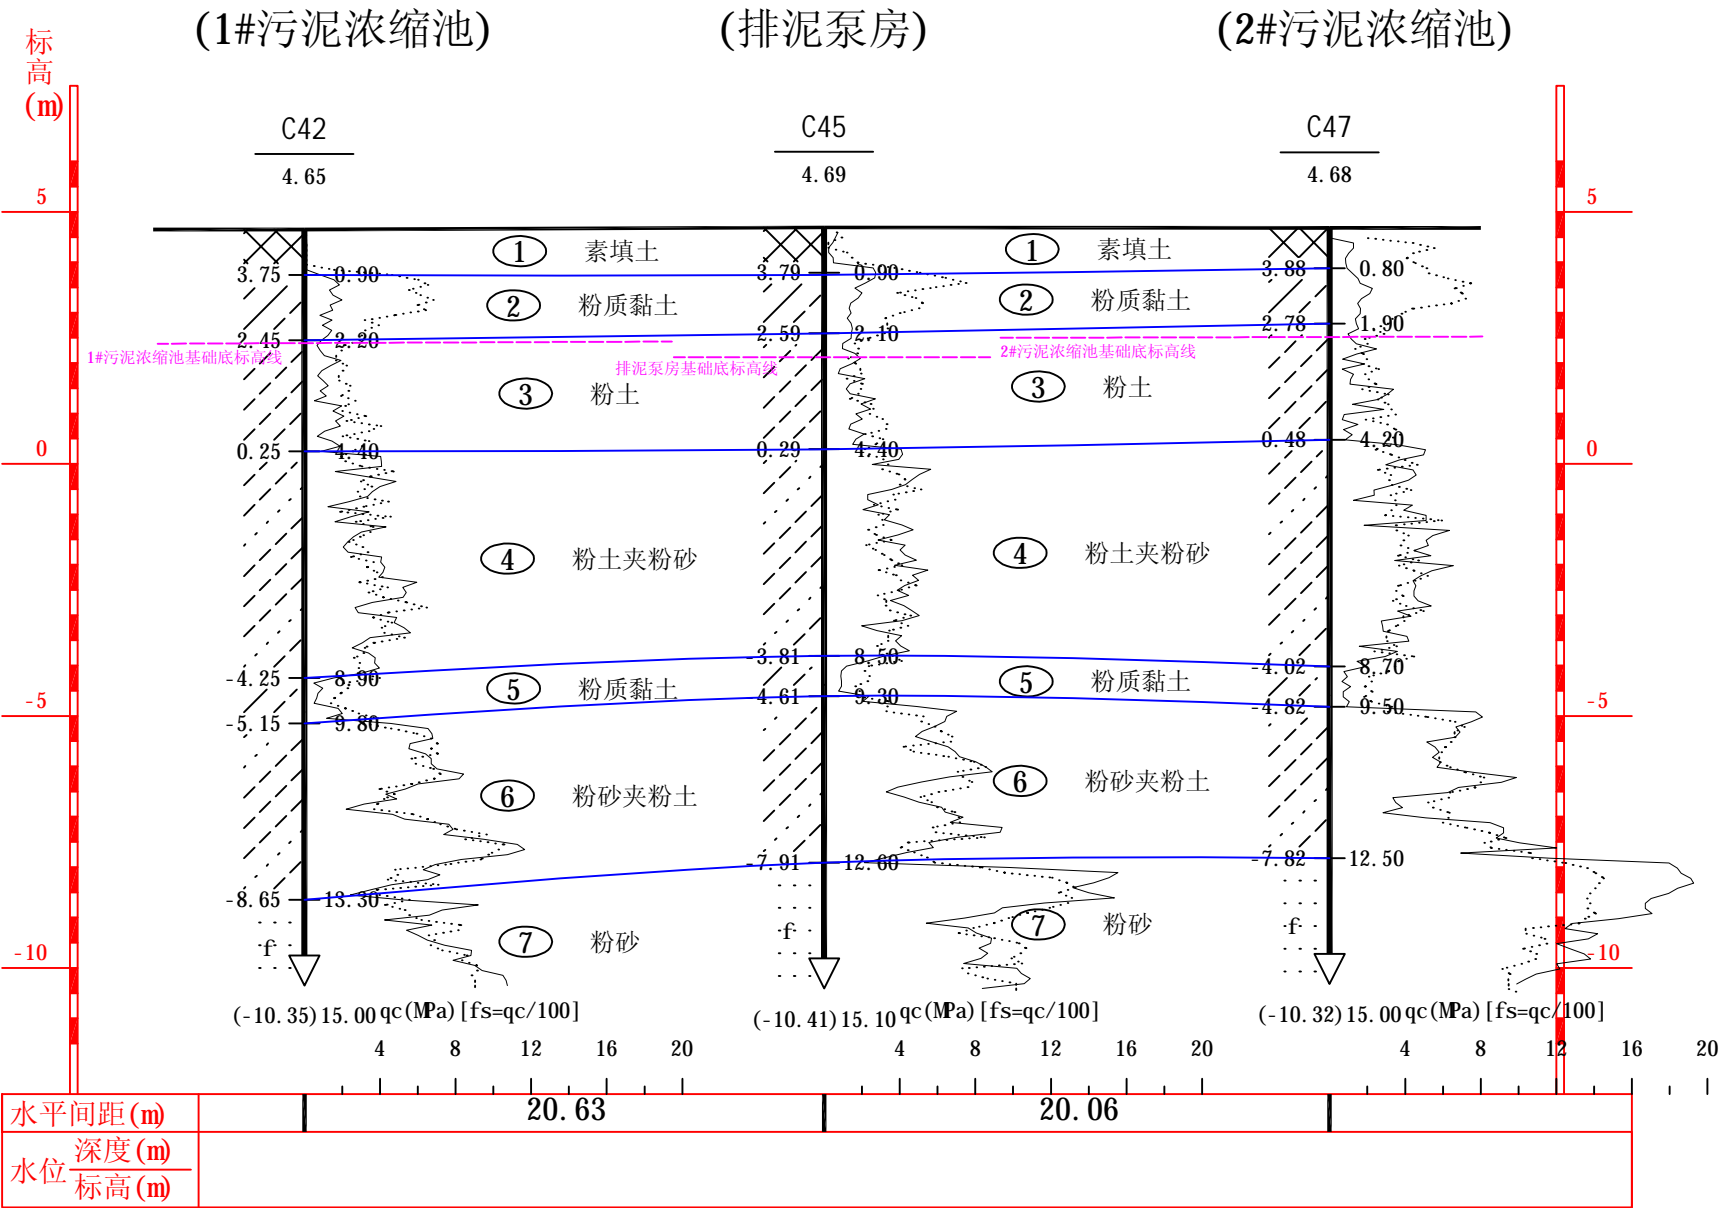 (1#污泥浓缩池)
(排泥泵房)
(2#污泥浓缩池)
标高(m)
C42
4.65
C45
4.69
C47
4.68
5
5
① 素填土
① 素填土
3.75
0.90
3.79
0.90
3.88
0.80
② 粉质黏土
② 粉质黏土
2.45
2.20
2.59
2.10
2.78
1.90
1#污泥浓缩池基础底标高线
排泥泵房基础底标高线
2#污泥浓缩池基础底标高线
③ 粉土
③ 粉土
0
0.25
4.40
0.29
4.40
0.48
4.20
0
④ 粉土夹粉砂
④ 粉土夹粉砂
-4.25
8.90
-3.81
8.50
-4.02
8.70
⑤ 粉质黏土
⑤ 粉质黏土
-5
-5.15
9.80
-4.61
9.30
-4.82
9.50
-5
⑥ 粉砂夹粉土
⑥ 粉砂夹粉土
-8.65
13.30
-7.91
12.60
-7.82
12.50
⑦ 粉砂
⑦ 粉砂
f
f
f
-10
-10
(-10.35)15.00 qc(MPa)[fs=qc/100]
(-10.41)15.10 qc(MPa)[fs=qc/100]
(-10.32)15.00 qc(MPa)[fs=qc/100]
4 8 12 16 20
4 8 12 16 20
4 8 12 16 20
水平间距(m)
20.63
20.06
水位
深度(m)
标高(m)